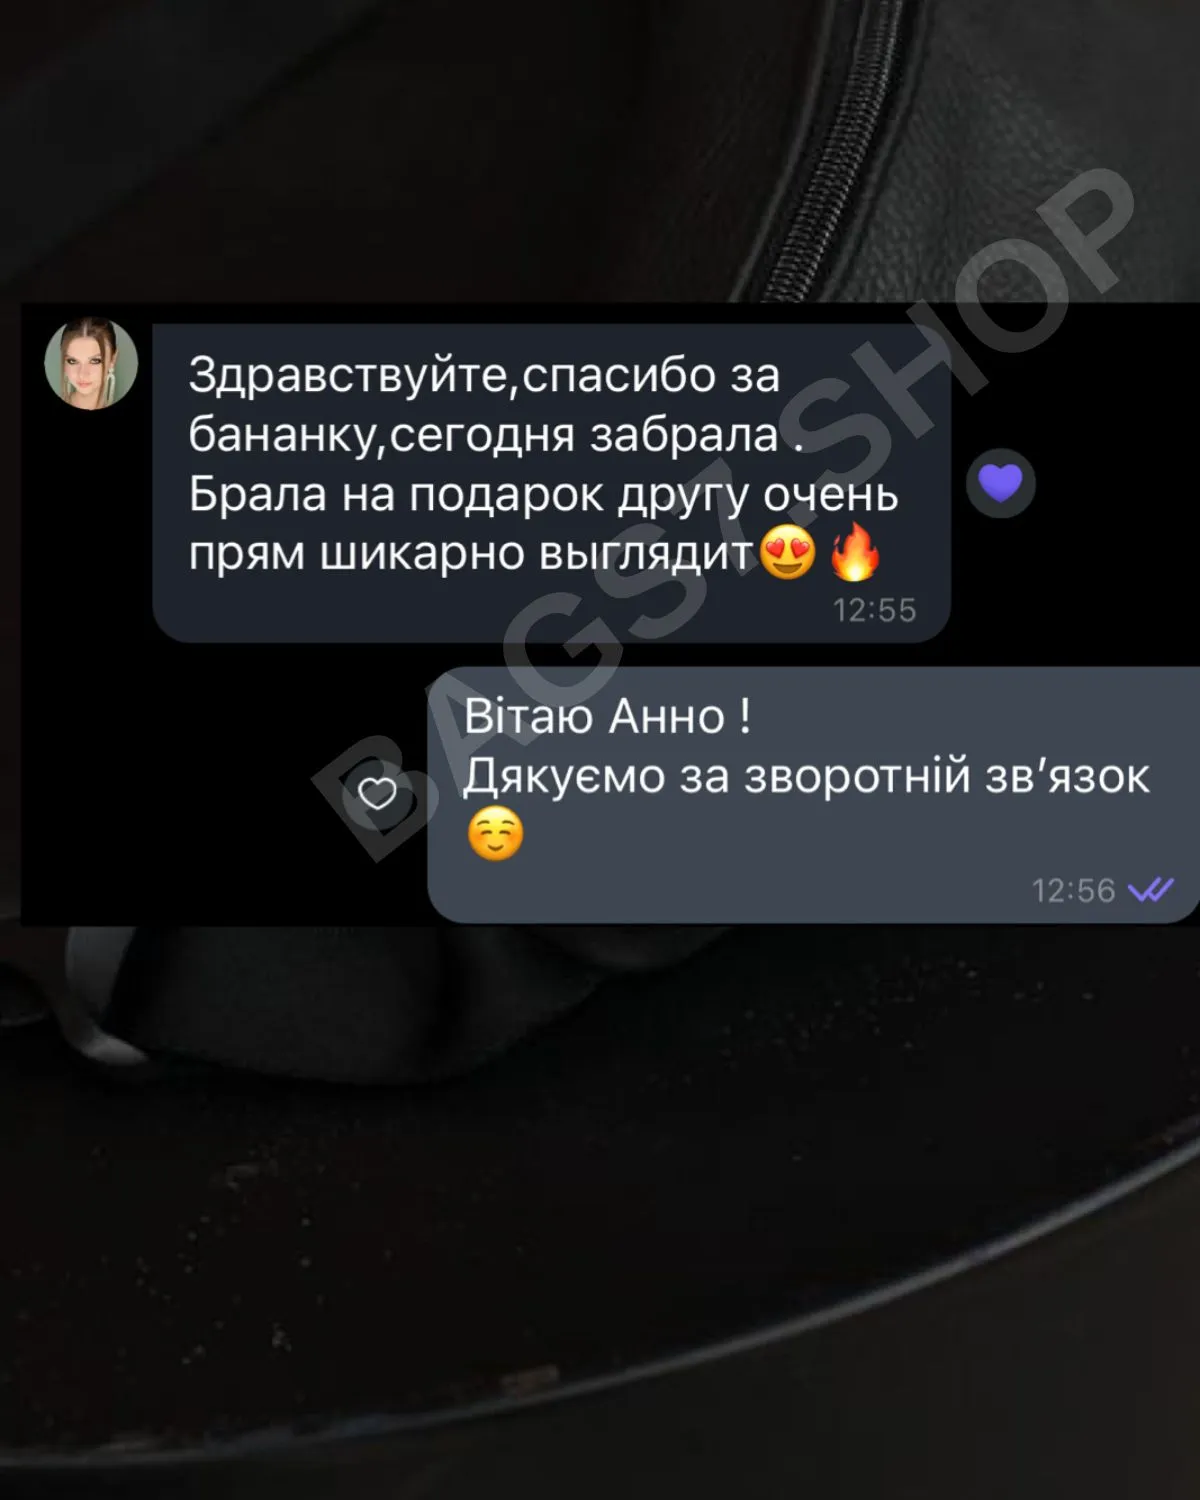 Здравствуйте,спасибо за
бананку,сегодня забрала .
Брала на подарок другу очень
прям шикарно выглядит😍🔥
12:55
Вітаю Анно !
Дякуємо за зворотній зв’язок
☺️
12:56
BAGS7.SHOP